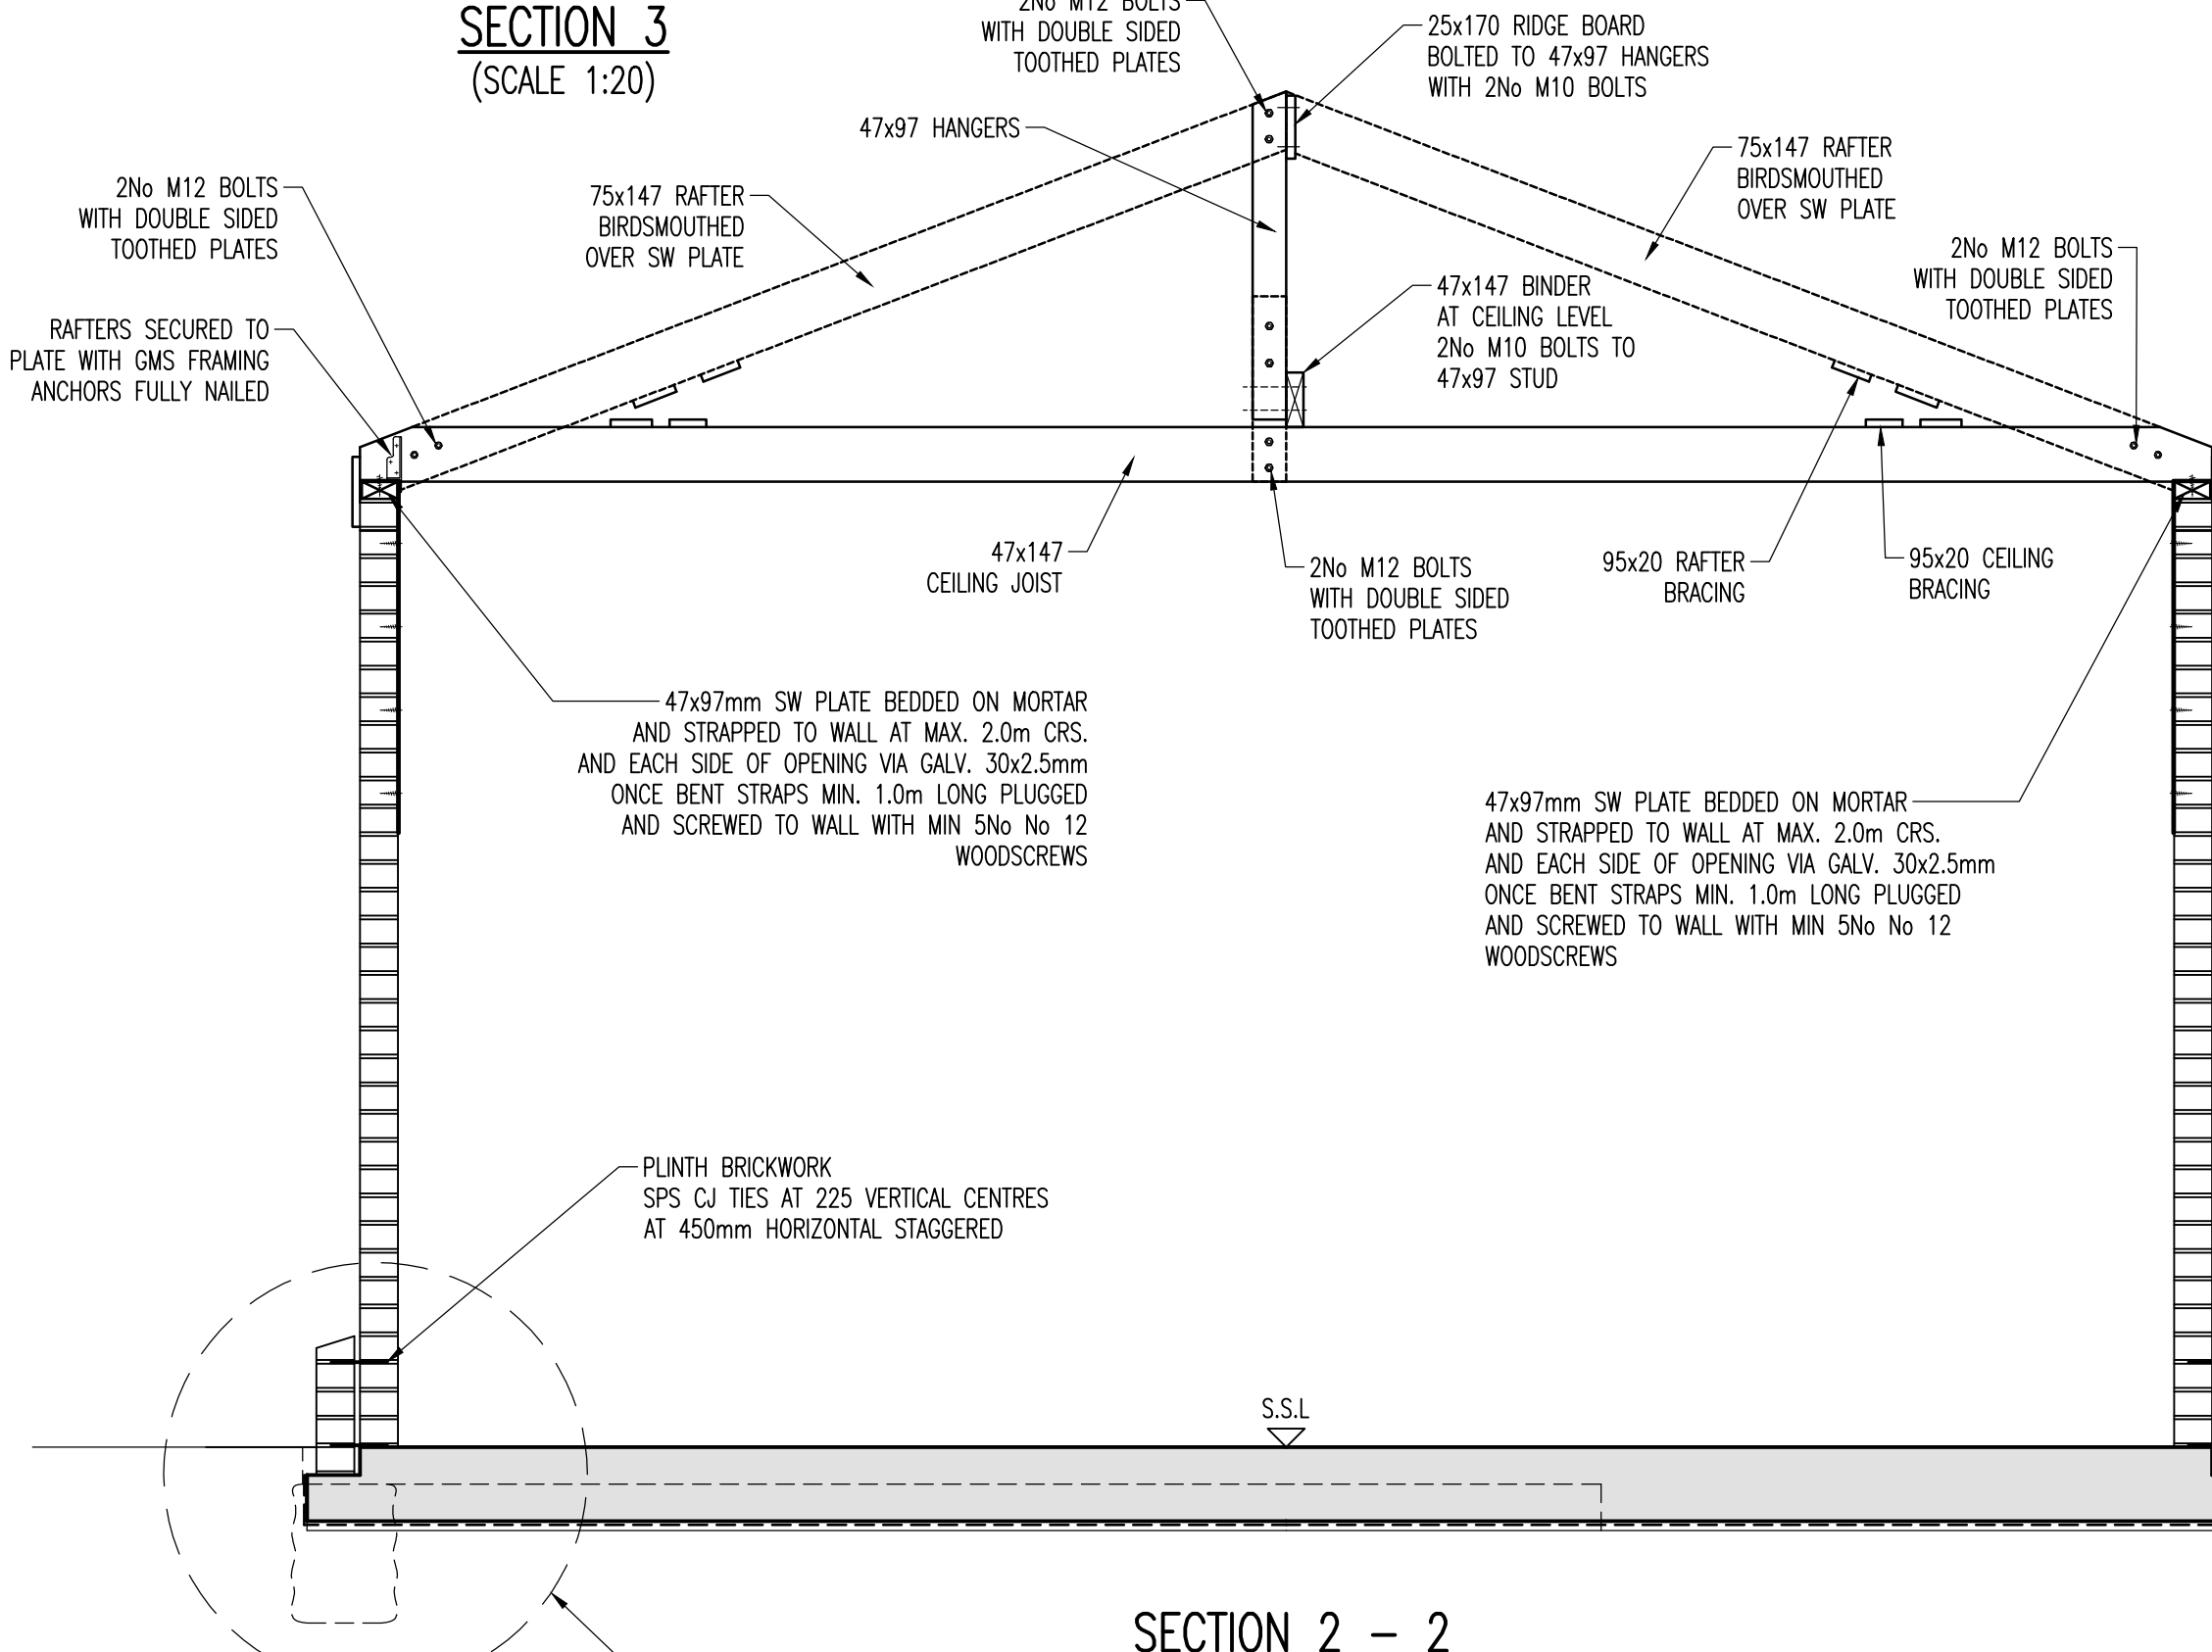 SECTION 3
(SCALE 1:20)
2No M12 BOLTS
WITH DOUBLE SIDED
TOOTHED PLATES
25x170 RIDGE BOARD
BOLTED TO 47x97 HANGERS
WITH 2No M10 BOLTS
47x97 HANGERS
75x147 RAFTER
BIRDSMOUTHED
OVER SW PLATE
2No M12 BOLTS
WITH DOUBLE SIDED
TOOTHED PLATES
75x147 RAFTER
BIRDSMOUTHED
OVER SW PLATE
2No M12 BOLTS
WITH DOUBLE SIDED
TOOTHED PLATES
47x147 BINDER
AT CEILING LEVEL
2No M10 BOLTS TO
47x97 STUD
RAFTERS SECURED TO
PLATE WITH GMS FRAMING
ANCHORS FULLY NAILED
47x147
CEILING JOIST
2No M12 BOLTS
WITH DOUBLE SIDED
TOOTHED PLATES
95x20 RAFTER
BRACING
95x20 CEILING
BRACING
47x97mm SW PLATE BEDDED ON MORTAR
AND STRAPPED TO WALL AT MAX. 2.0m CRS.
AND EACH SIDE OF OPENING VIA GALV. 30x2.5mm
ONCE BENT STRAPS MIN. 1.0m LONG PLUGGED
AND SCREWED TO WALL WITH MIN 5No No 12
WOODSCREWS
47x97mm SW PLATE BEDDED ON MORTAR
AND STRAPPED TO WALL AT MAX. 2.0m CRS.
AND EACH SIDE OF OPENING VIA GALV. 30x2.5mm
ONCE BENT STRAPS MIN. 1.0m LONG PLUGGED
AND SCREWED TO WALL WITH MIN 5No No 12
WOODSCREWS
PLINTH BRICKWORK
SPS CJ TIES AT 225 VERTICAL CENTRES
AT 450mm HORIZONTAL STAGGERED
S.S.L
SECTION 2 - 2